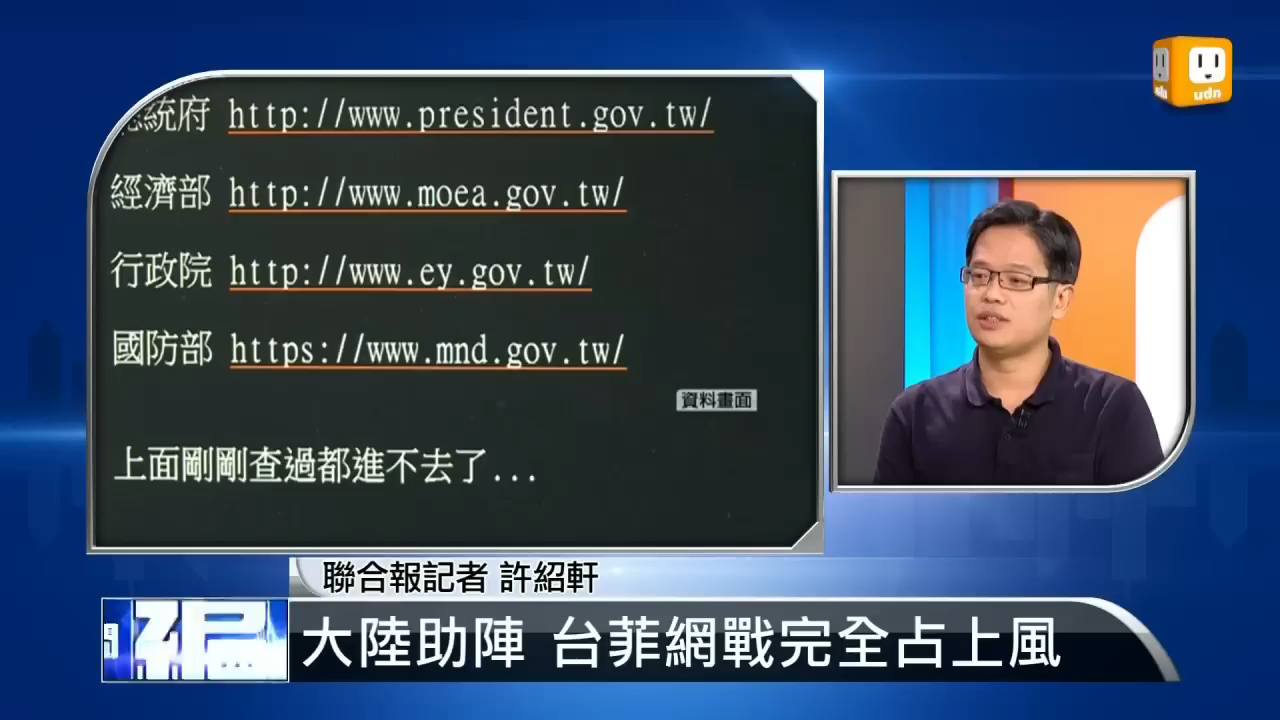 總統府 http://www.president.gov.tw/
經濟部 http://www.moea.gov.tw/
行政院 http://www.ey.gov.tw/
國防部 https://www.mnd.gov.tw/
資料畫面
上面剛剛查過都進不去了...
udn
聯合報記者 許紹軒
大陸助陣 台菲網戰完全占上風